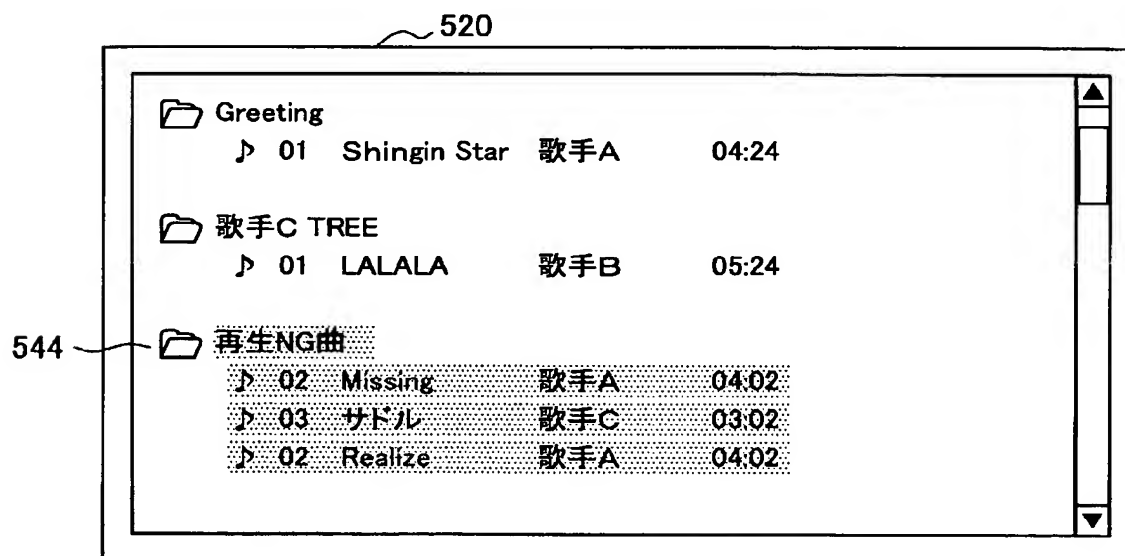 520
Greeting
♪ 01 Shingin Star 歌手A 04:24
歌手C TREE
♪ 01 LALALA 歌手B 05:24
544
再生NG曲
♪ 02 Missing 歌手A 04:02
♪ 03 サドル 歌手C 03:02
♪ 02 Realize 歌手A 04:02